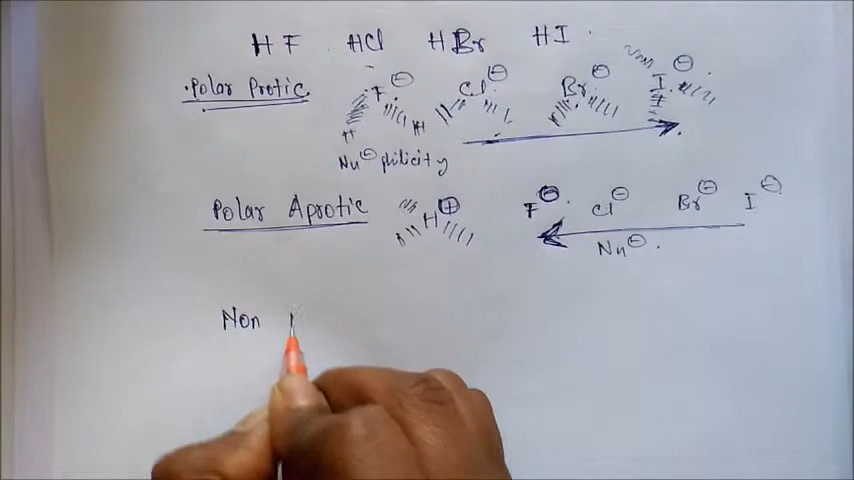 HF HCl HBr HI
Polar Protic F⊖ Cl⊖ Br⊖ I⊖
H H
Nu⊖philicity
Polar Aprotic H⊕ F⊖ Cl⊖ Br⊖ I⊖
Nu⊖
Non